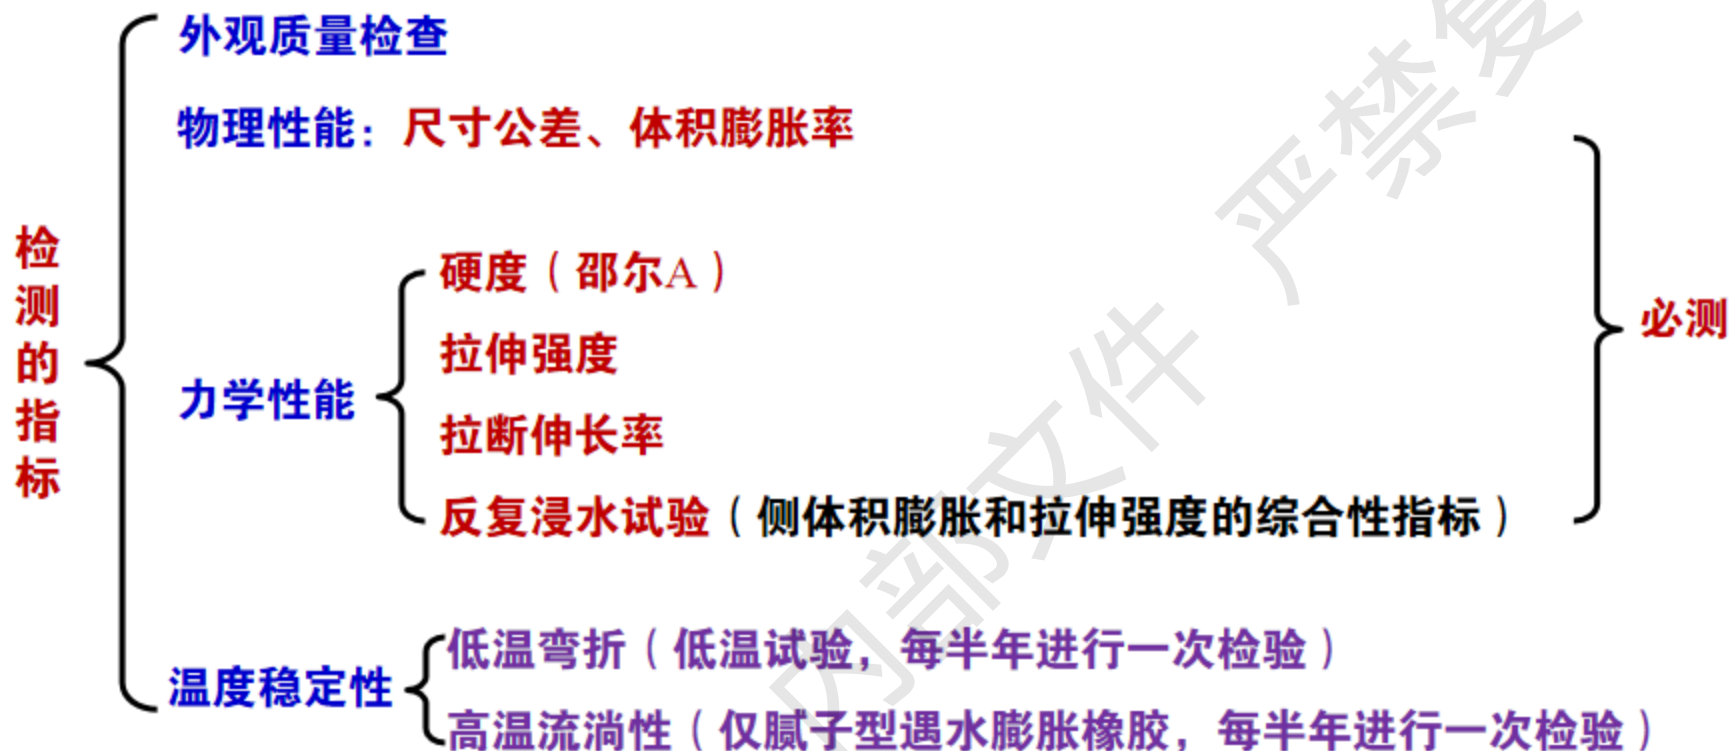 外观质量检查
物理性能：尺寸公差、体积膨胀率
检测的指标
硬度（邵尔A）
拉伸强度
力学性能
拉断伸长率
反复浸水试验（侧体积膨胀和拉伸强度的综合性指标）
必测
温度稳定性
低温弯折（低温试验，每半年进行一次检验）
高温流淌性（仅腻子型遇水膨胀橡胶，每半年进行一次检验）
内部文件 严禁复